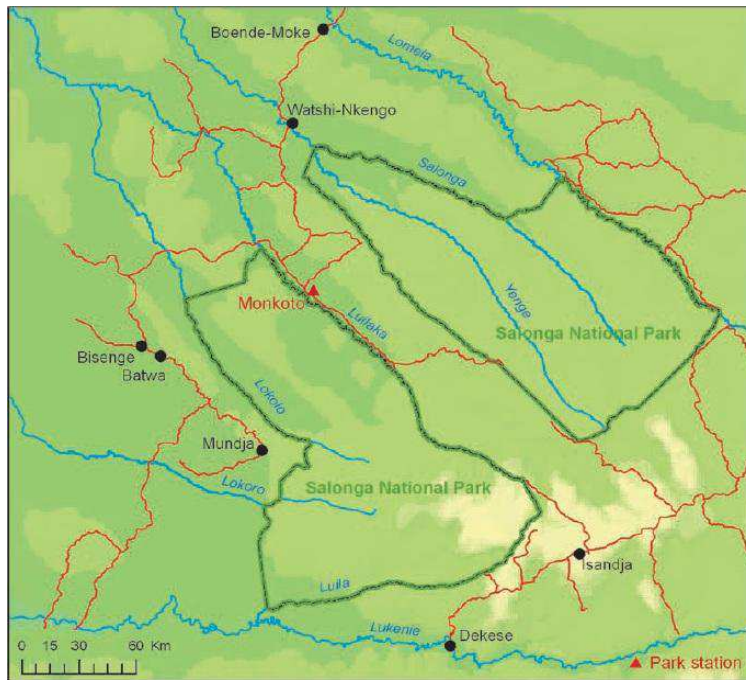 Boende-Moke
Lomela
Watshi-Nkengo
Salonga
Monkoto
Luilaka
Yenge
Salonga National Park
Bisenge
Batwa
Lokolo
Mundja
Lokoro
Salonga National Park
Isandja
Luila
Lukenie
Dekese
0 15 30 60 Km
Park station